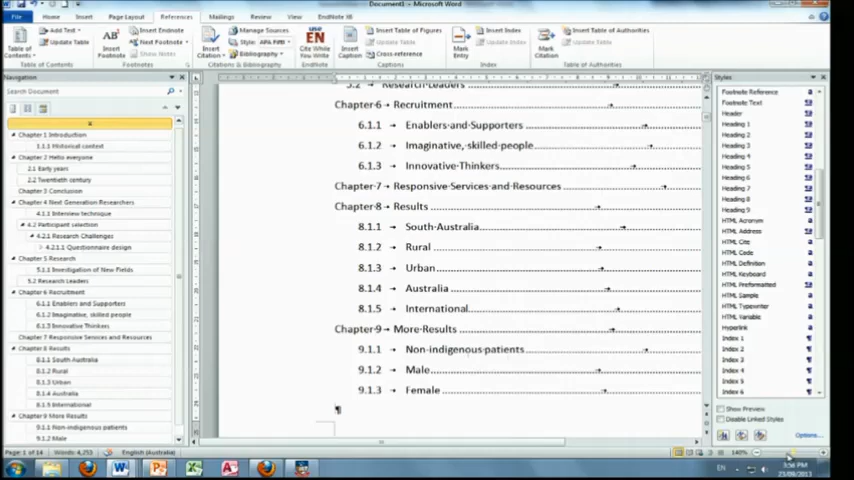 Document1 - Microsoft Word
File Home Insert Page Layout References Mailings Review View EndNote X6
Table of Contents Add Text Update Table Insert Footnote Insert Endnote Next Footnote Show Notes Insert Citation Manage Sources Style: APA Fifth Bibliography EN Cite While You Write Insert Caption Insert Table of Figures Update Table Cross-reference Mark Entry Insert Index Update Index Mark Citation Insert Table of Authorities Update Table
Table of Contents Footnotes Citations & Bibliography Captions Index Table of Authorities
Navigation
Search Document
Chapter 1 Introduction
1.1.1 Historical context
Chapter 2 Hello everyone
2.1 Early years
2.2 Twentieth century
Chapter 3 Conclusion
Chapter 4 Next Generation Researchers
4.1.1 Interview technique
4.2 Participant selection
4.2.1 Research Challenges
4.2.1.1 Questionnaire design
Chapter 5 Research
5.1.1 Investigation of New Fields
5.2 Research Leaders
Chapter 6 Recruitment
6.1.1 Enablers and Supporters
6.1.2 Imaginative, skilled people
6.1.3 Innovative Thinkers
Chapter 7 Responsive Services and Resources
Chapter 8 Results
8.1.1 South Australia
8.1.2 Rural
8.1.3 Urban
8.1.4 Australia
8.1.5 International
Chapter 9 More Results
9.1.1 Non-indigenous patients
9.1.2 Male
5.2 Research Leaders
Chapter 6 Recruitment
6.1.1 Enablers and Supporters
6.1.2 Imaginative, skilled people
6.1.3 Innovative Thinkers
Chapter 7 Responsive Services and Resources
Chapter 8 Results
8.1.1 South Australia
8.1.2 Rural
8.1.3 Urban
8.1.4 Australia
8.1.5 International
Chapter 9 More Results
9.1.1 Non-indigenous patients
9.1.2 Male
9.1.3 Female
¶
Styles
Footnote Reference
Footnote Text
Header
Heading 1
Heading 2
Heading 3
Heading 4
Heading 5
Heading 6
Heading 7
Heading 8
Heading 9
HTML Acronym
HTML Address
HTML Cite
HTML Code
HTML Definition
HTML Keyboard
HTML Preformatted
HTML Sample
HTML Typewriter
HTML Variable
Hyperlink
Index 1
Index 2
Index 3
Index 4
Index 5
Index 6
Show Preview
Disable Linked Styles
Options...
Page: 1 of 14 Words: 4,253 English (Australia) 140%
EN 3:56 PM
23/08/2013